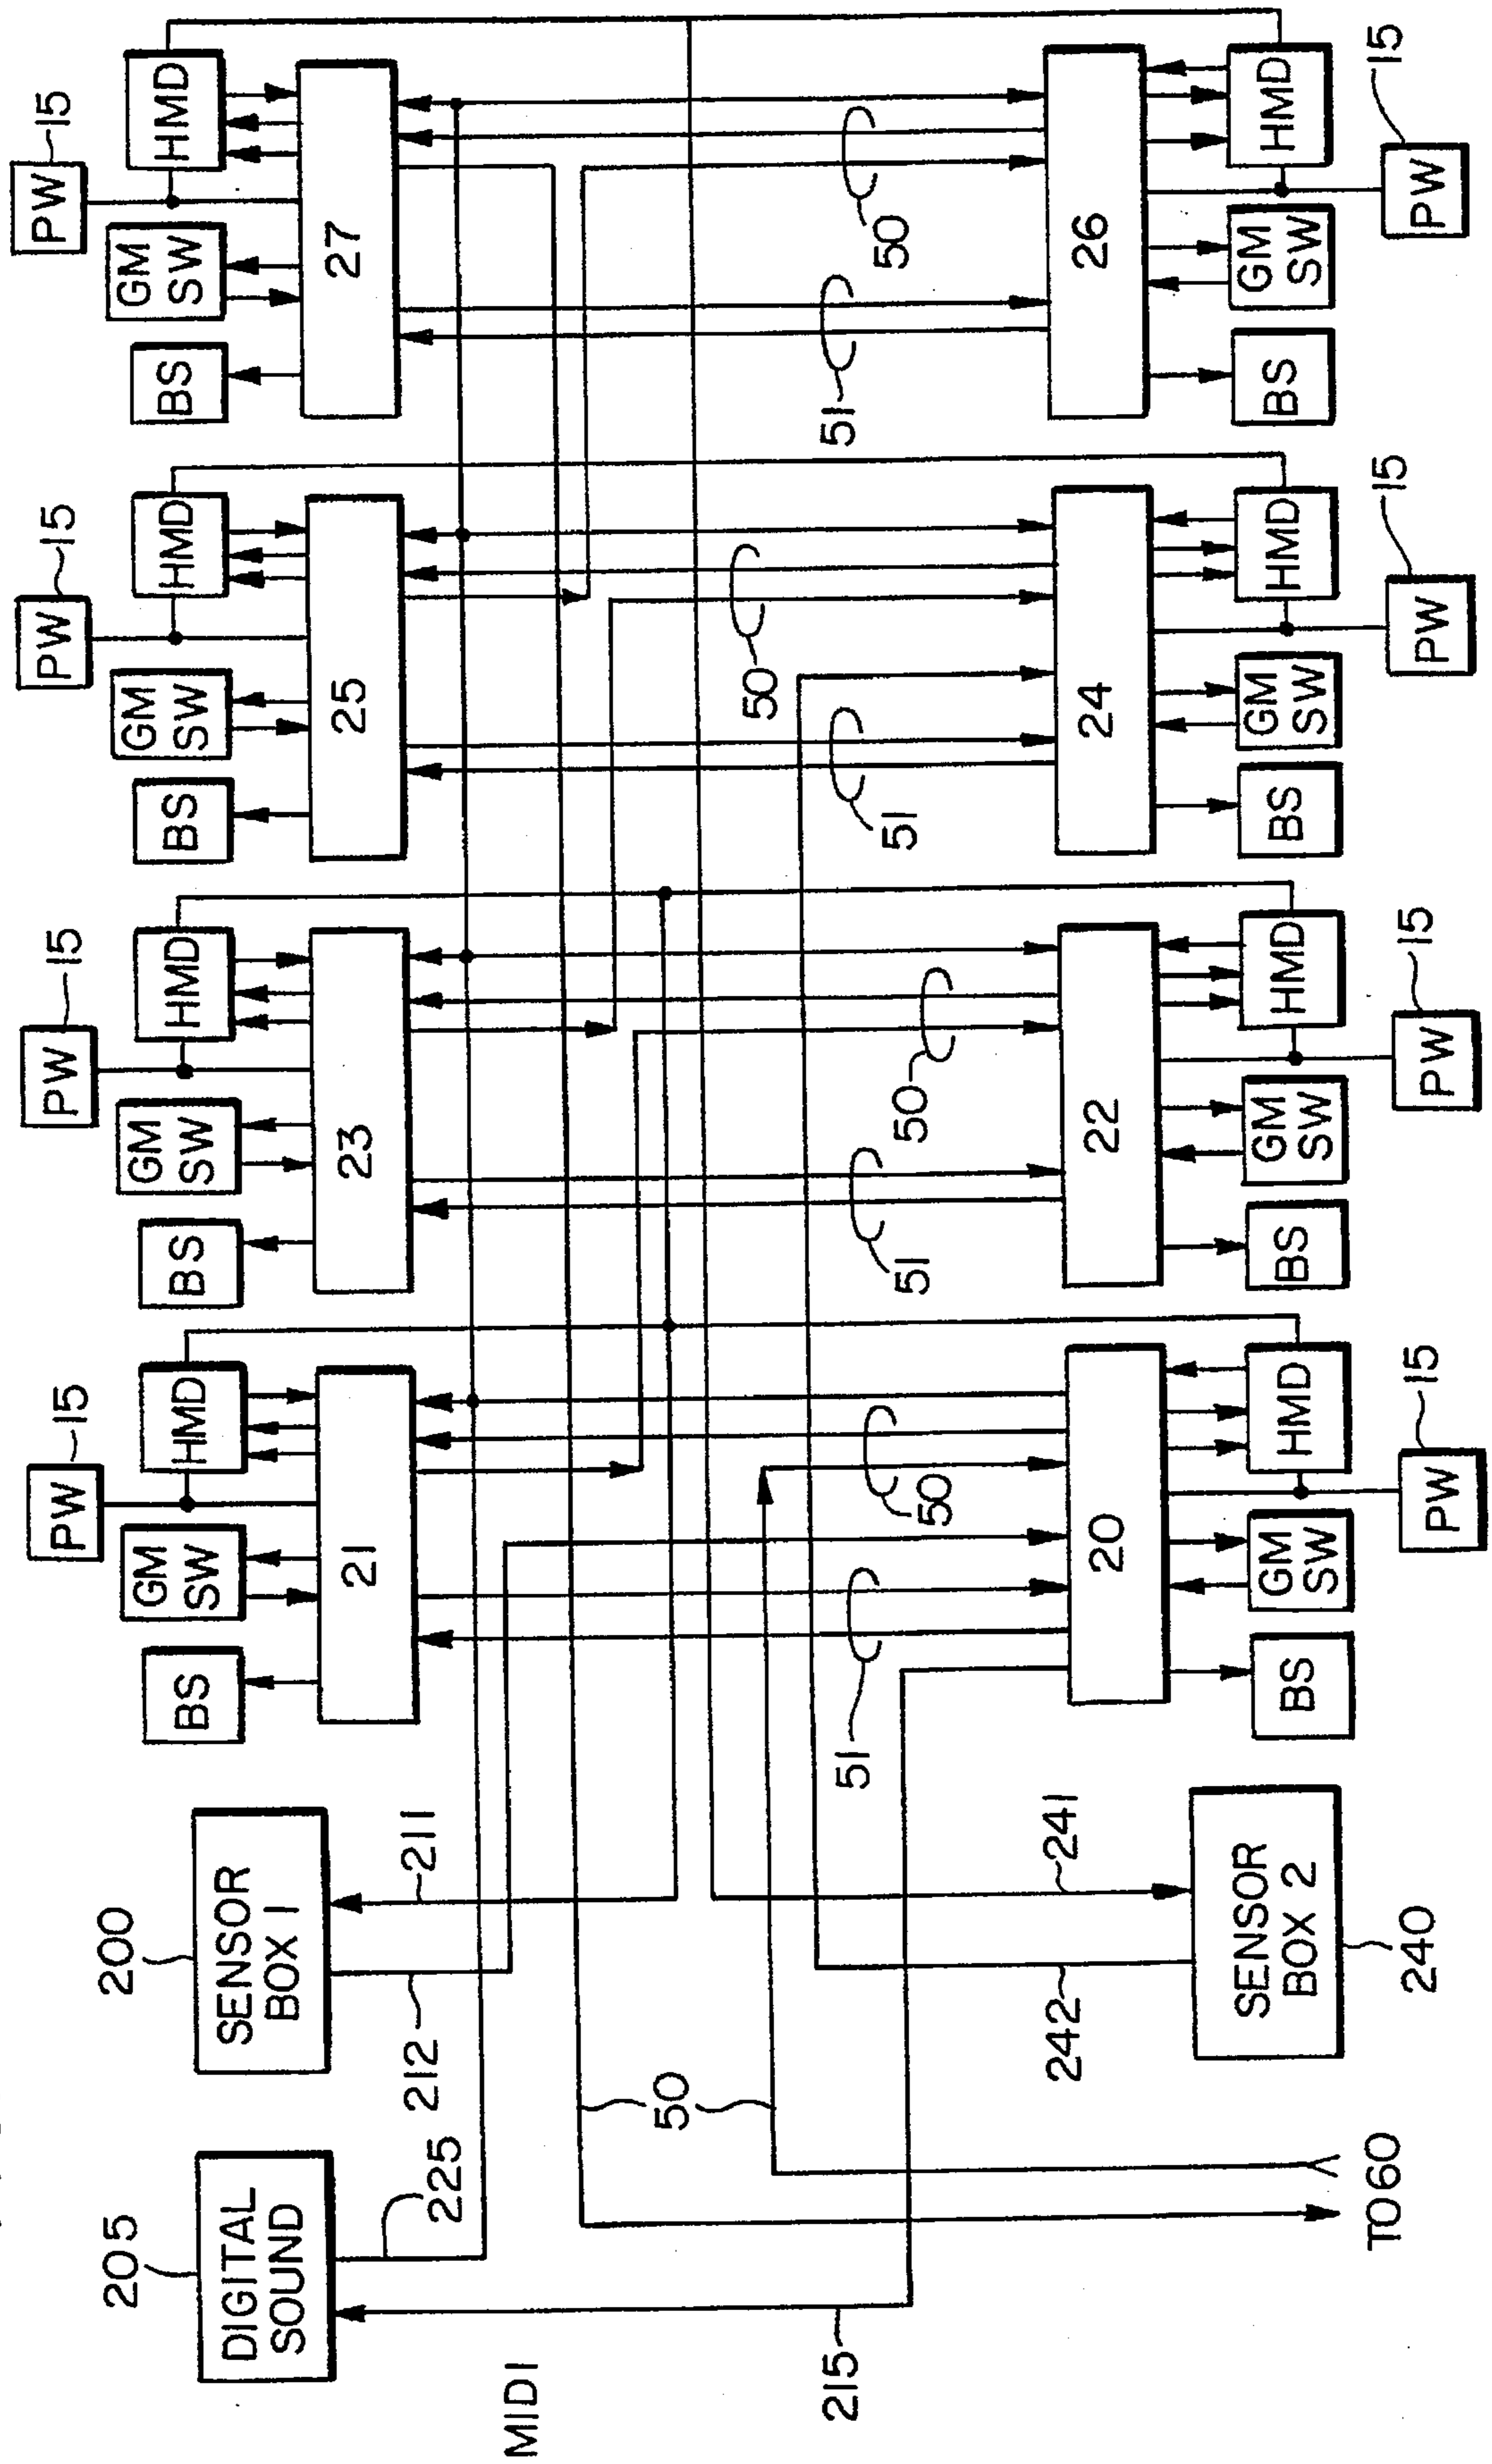 15
15
15
15
PW
PW
PW
PW
BS
GM
SW
HMD
BS
GM
SW
HMD
BS
GM
SW
HMD
BS
GM
SW
HMD
205
DIGITAL
SOUND
200
SENSOR
BOX 1
21
23
25
27
225
212
211
MIDI
50
50
50
50
50
51
51
51
51
215
242
241
20
22
24
26
TO60
SENSOR
BOX 2
240
BS
GM
SW
HMD
BS
GM
SW
HMD
BS
GM
SW
HMD
BS
GM
SW
HMD
PW
PW
PW
PW
15
15
15
15